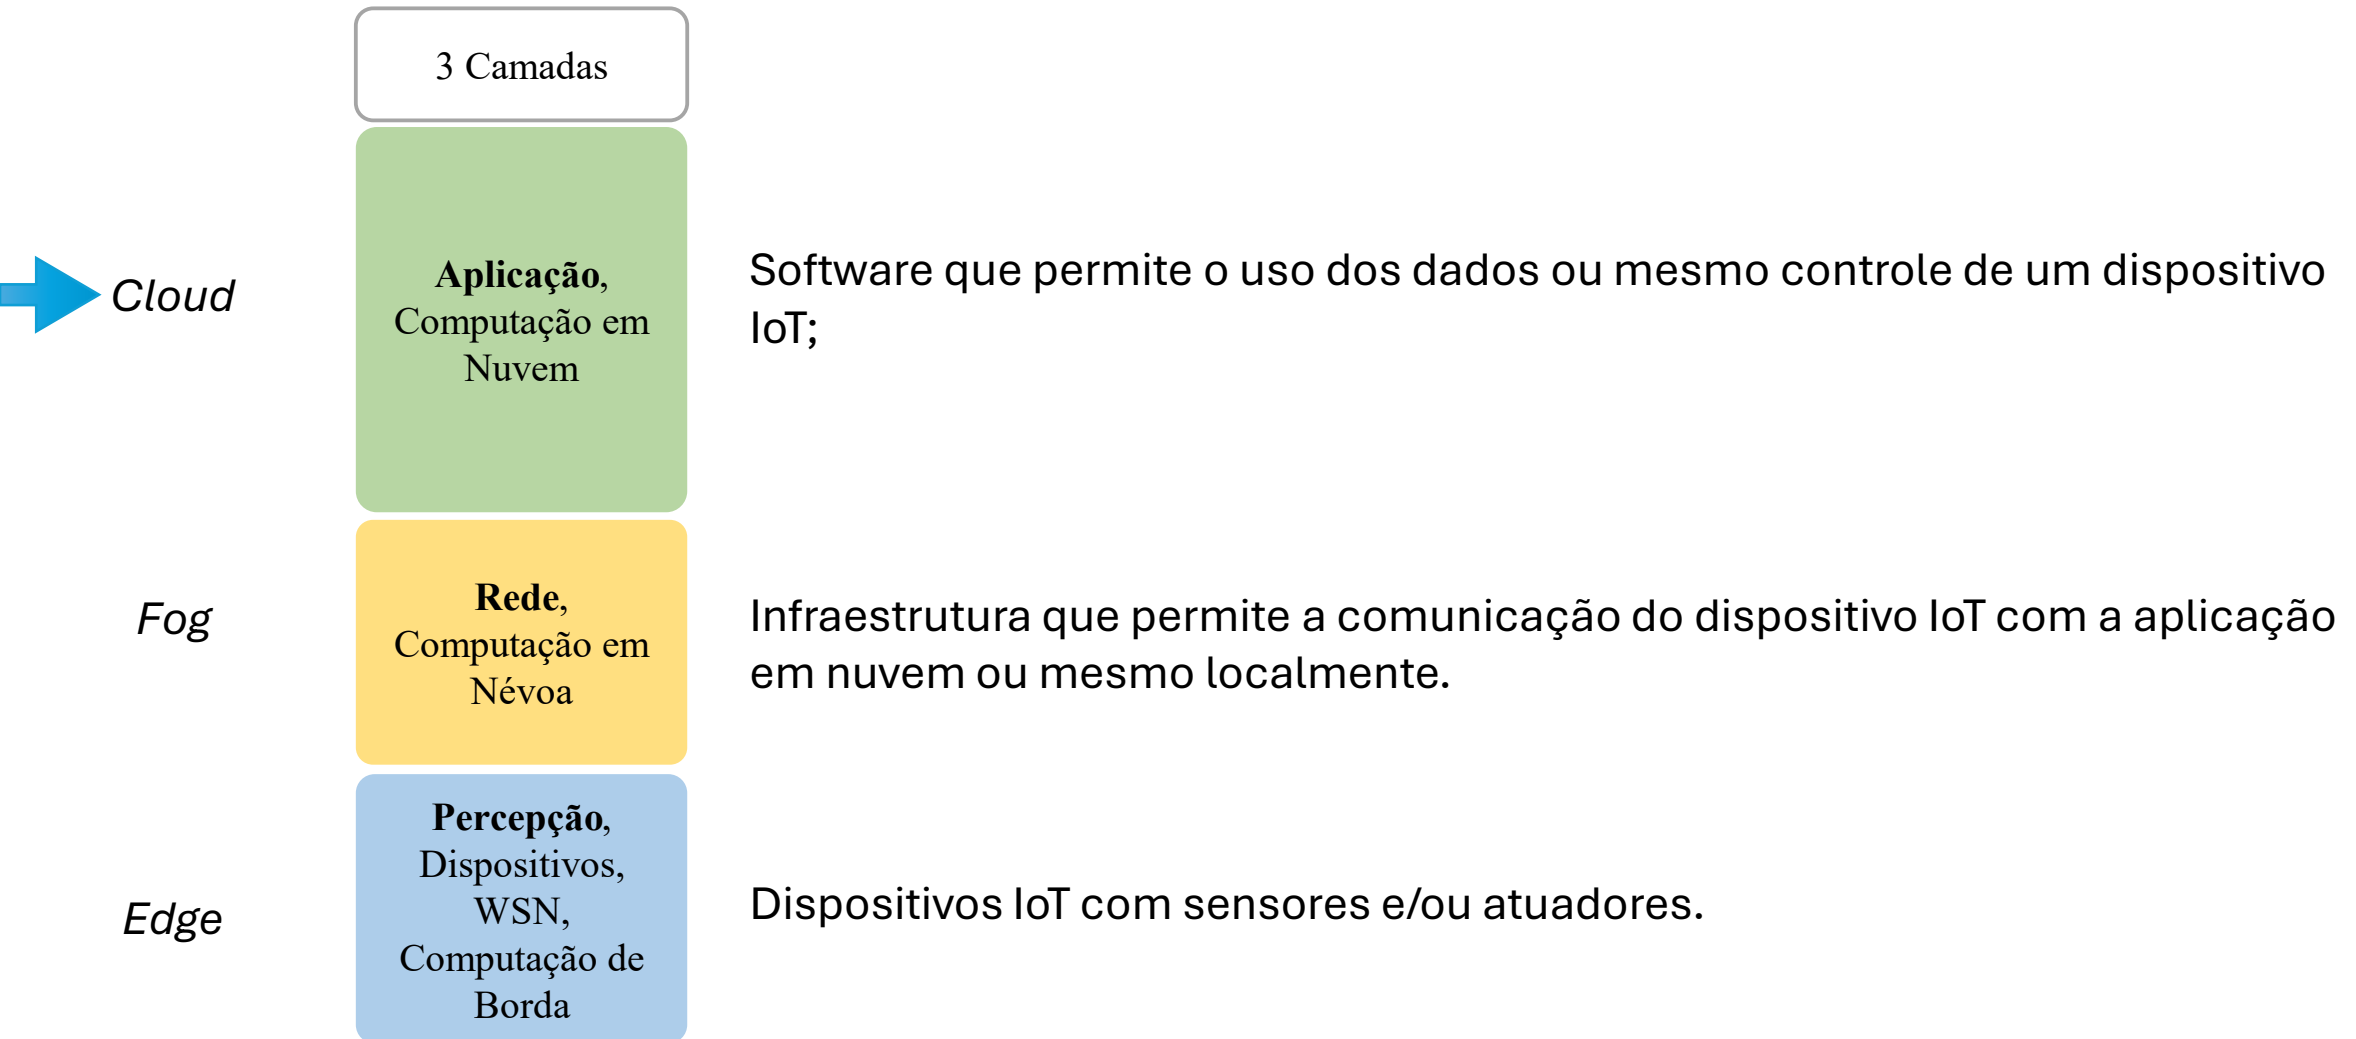 3 Camadas
Cloud
Aplicação,
Computação em
Nuvem
Software que permite o uso dos dados ou mesmo controle de um dispositivo
IoT;
Fog
Rede,
Computação em
Névoa
Infraestrutura que permite a comunicação do dispositivo IoT com a aplicação
em nuvem ou mesmo localmente.
Edge
Percepção,
Dispositivos,
WSN,
Computação de
Borda
Dispositivos IoT com sensores e/ou atuadores.